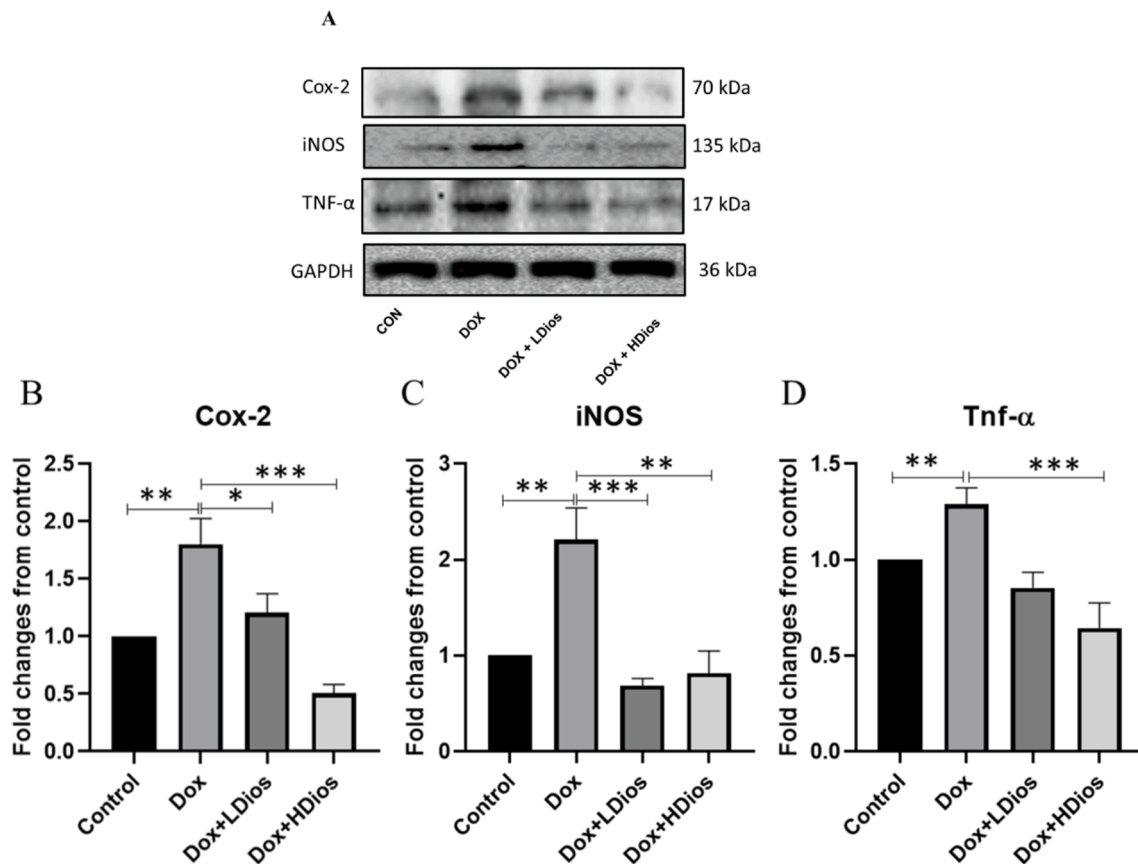 A
Cox-2 70 kDa
iNOS 135 kDa
TNF-α 17 kDa
GAPDH 36 kDa
CON DOX DOX + LDios DOX + HDios
B
Cox-2
Fold changes from control
2.5
2.0
1.5
1.0
0.5
0.0
** * ***
Control Dox Dox+LDios Dox+HDios
C
iNOS
Fold changes from control
3
2
1
0
** *** **
Control Dox Dox+LDios Dox+HDios
D
Tnf-α
Fold changes from control
1.5
1.0
0.5
0.0
** ***
Control Dox Dox+LDios Dox+HDios